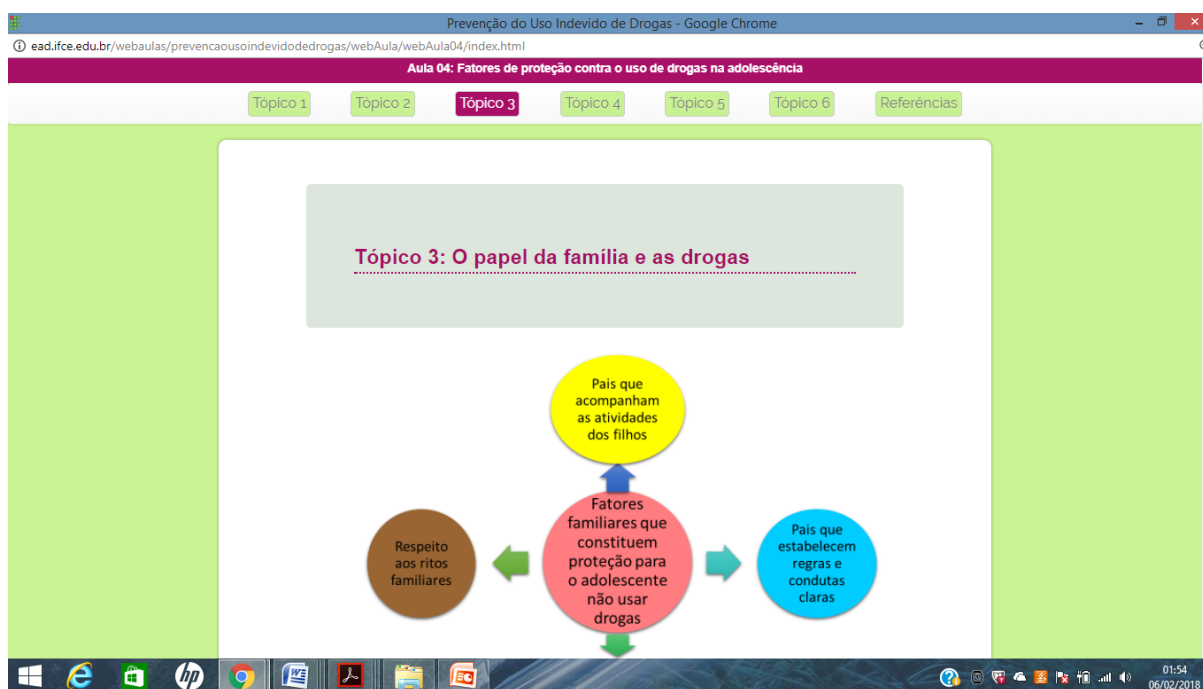 Prevenção do Uso Indevido de Drogas - Google Chrome
ead.ifce.edu.br/webaulas/prevencaousoindevidodedrogas/webAula/webAula04/index.html
Aula 04: Fatores de proteção contra o uso de drogas na adolescência
Tópico 1 Tópico 2 Tópico 3 Tópico 4 Tópico 5 Tópico 6 Referências
Tópico 3: O papel da família e as drogas
Pais que
acompanham
as atividades
dos filhos
Respeito
aos ritos
familiares
Fatores
familiares que
constituem
proteção para
o adolescente
não usar
drogas
Pais que
estabelecem
regras e
condutas
claras
hp
01:54
06/02/2018